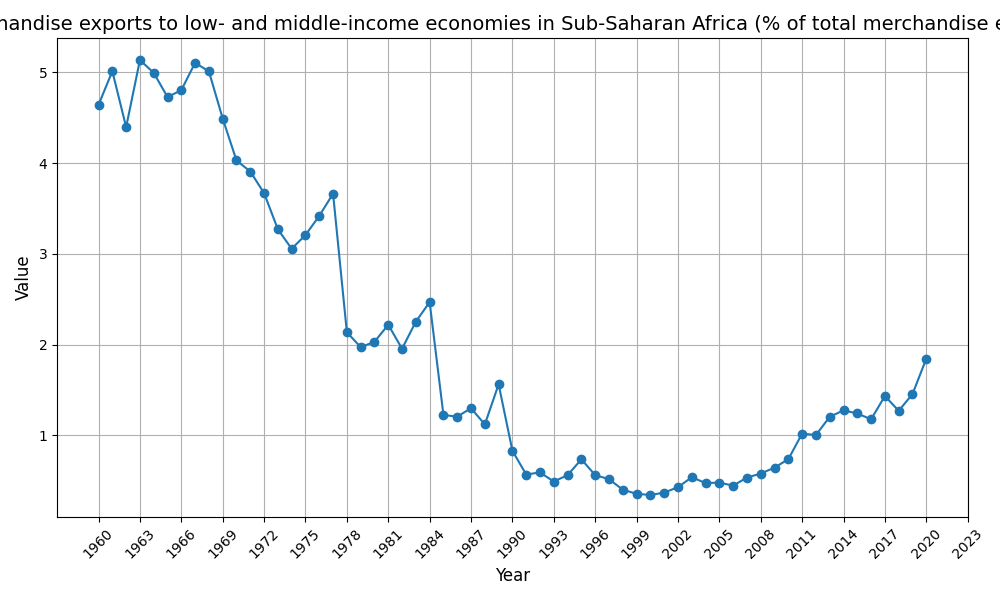 handise exports to low- and middle-income economies in Sub-Saharan Africa (% of total merchandise e
Value
5
4
3
2
1
1960 1963 1966 1969 1972 1975 1978 1981 1984 1987 1990 1993 1996 1999 2002 2005 2008 2011 2014 2017 2020 2023
Year